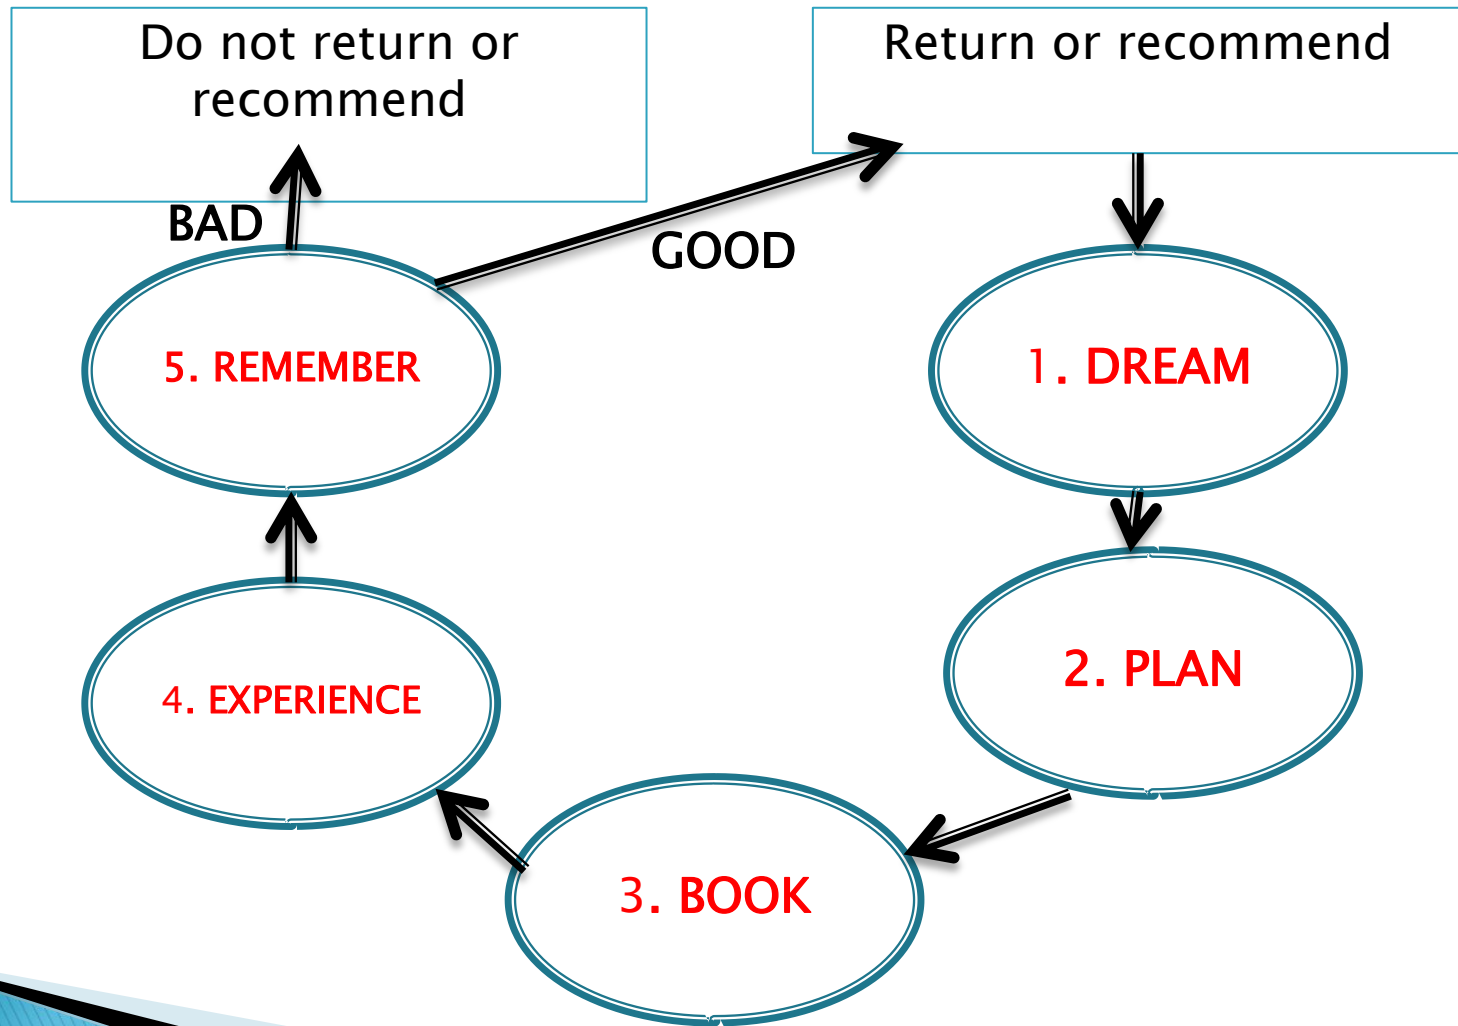 Do not return or
recommend
Return or recommend
BAD
GOOD
5. REMEMBER
1. DREAM
4. EXPERIENCE
2. PLAN
3. BOOK